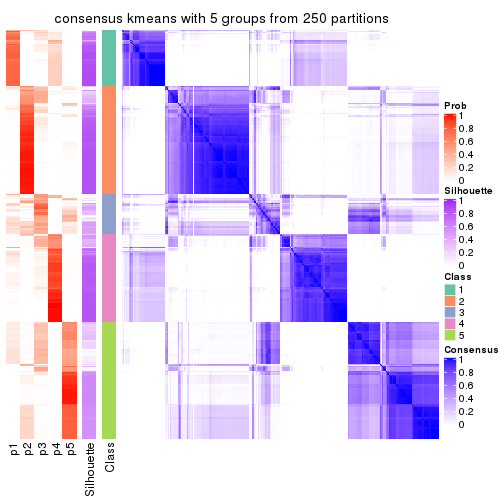 consensus kmeans with 5 groups from 250 partitions
Prob
1
0.8
0.6
0.4
0.2
0
Silhouette
1
0.8
0.6
0.4
0.2
0
Class
1
2
3
4
5
Consensus
1
0.8
0.6
0.4
0.2
0
p1
p2
p3
p4
p5
Silhouette
Class